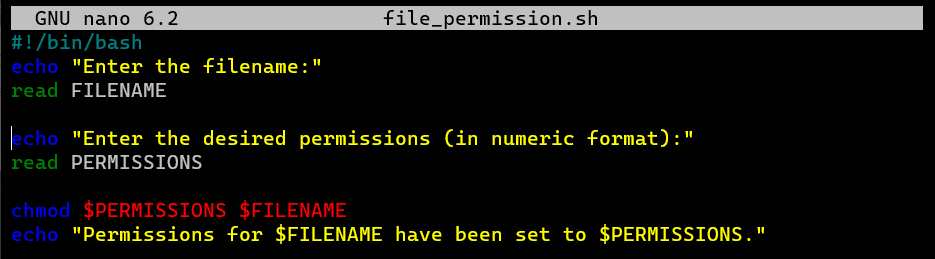 GNU nano 6.2 file_permission.sh
#!/bin/bash
echo "Enter the filename:"
read FILENAME
echo "Enter the desired permissions (in numeric format):"
read PERMISSIONS
chmod $PERMISSIONS $FILENAME
echo "Permissions for $FILENAME have been set to $PERMISSIONS."